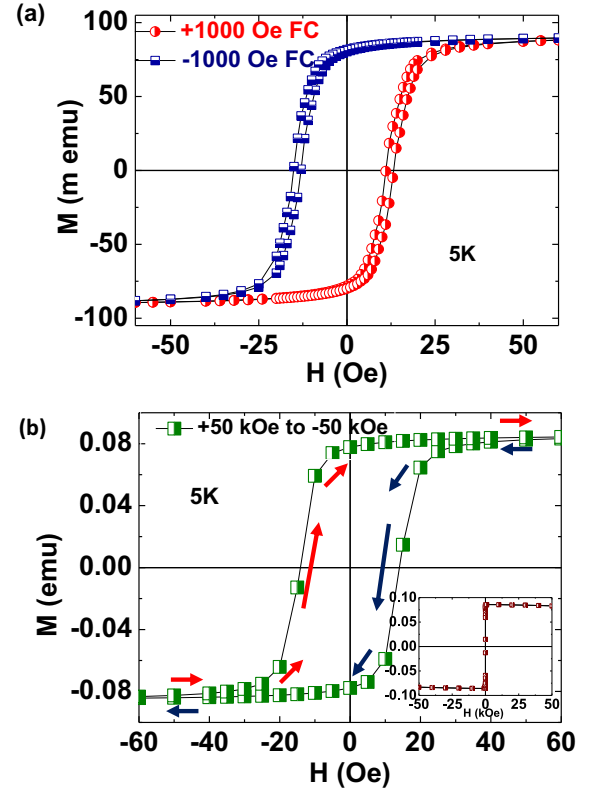 (a)
+1000 Oe FC
-1000 Oe FC
100
50
0
-50
-100
M (m emu)
5K
-50
-25
0
25
50
H (Oe)
(b)
+50 kOe to -50 kOe
0.08
0.04
0.00
-0.04
-0.08
M (emu)
5K
0.10
0.05
0.00
-0.05
-0.10
-50
-25
0
25
50
H (kOe)
-60
-40
-20
0
20
40
60
H (Oe)